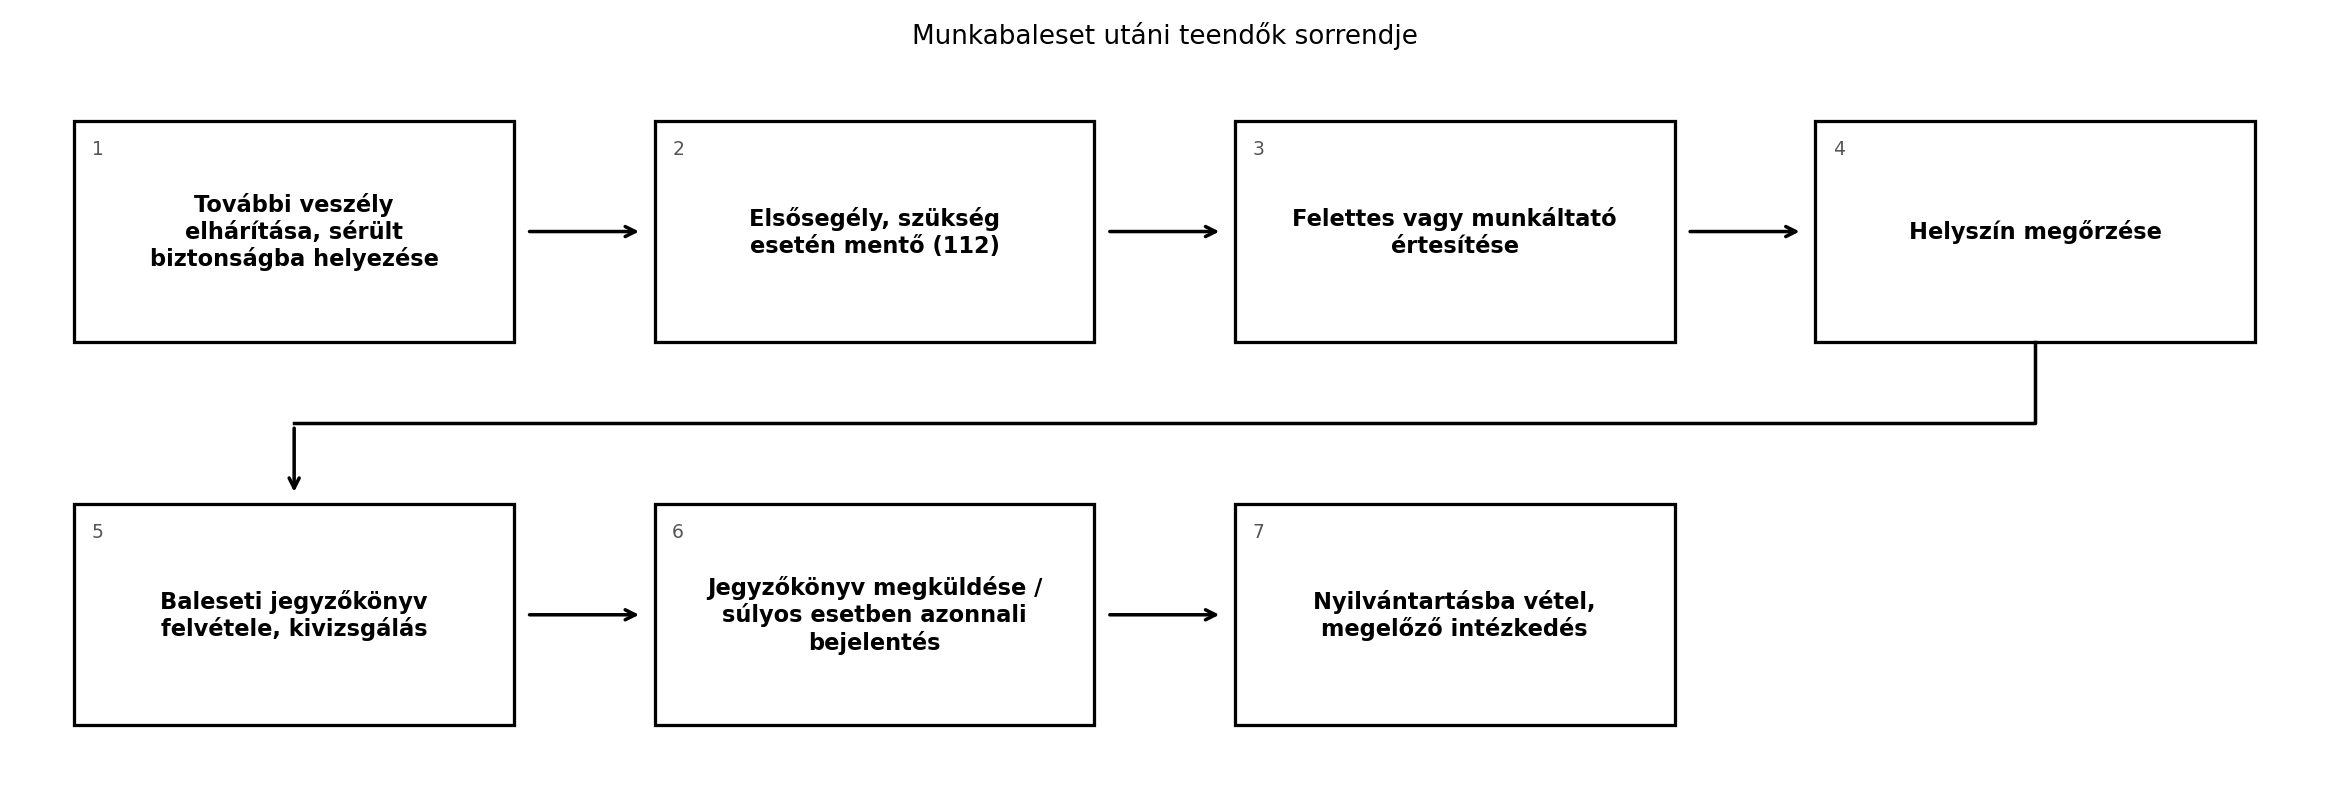 Munkabaleset utáni teendők sorrendje
1
További veszély
elhárítása, sérült
biztonságba helyezése
2
Elsősegély, szükség
esetén mentő (112)
3
Felettes vagy munkáltató
értesítése
4
Helyszín megőrzése
5
Baleseti jegyzőkönyv
felvétele, kivizsgálás
6
Jegyzőkönyv megküldése /
súlyos esetben azonnali
bejelentés
7
Nyilvántartásba vétel,
megelőző intézkedés